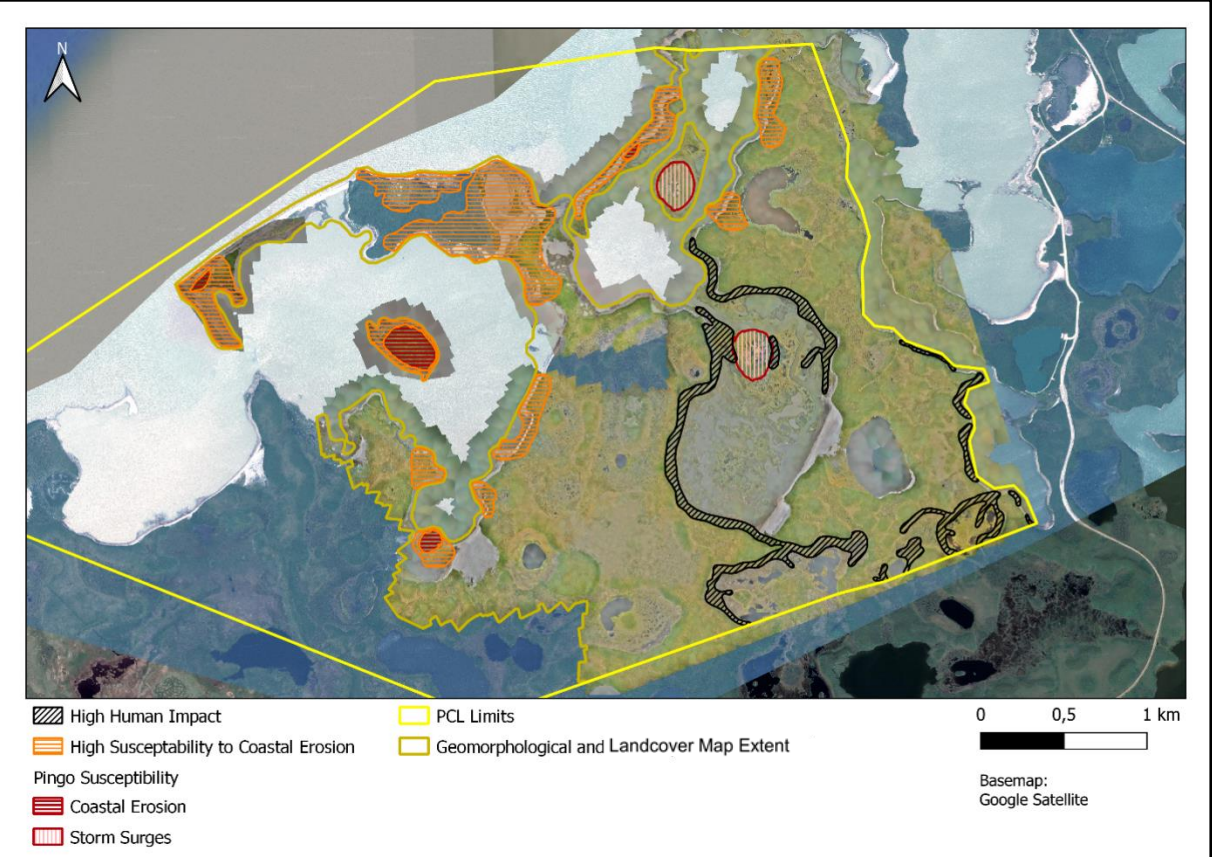 N
High Human Impact
High Susceptability to Coastal Erosion
Pingo Susceptibility
Coastal Erosion
Storm Surges
PCL Limits
Geomorphological and Landcover Map Extent
0 0,5 1 km
Basemap:
Google Satellite